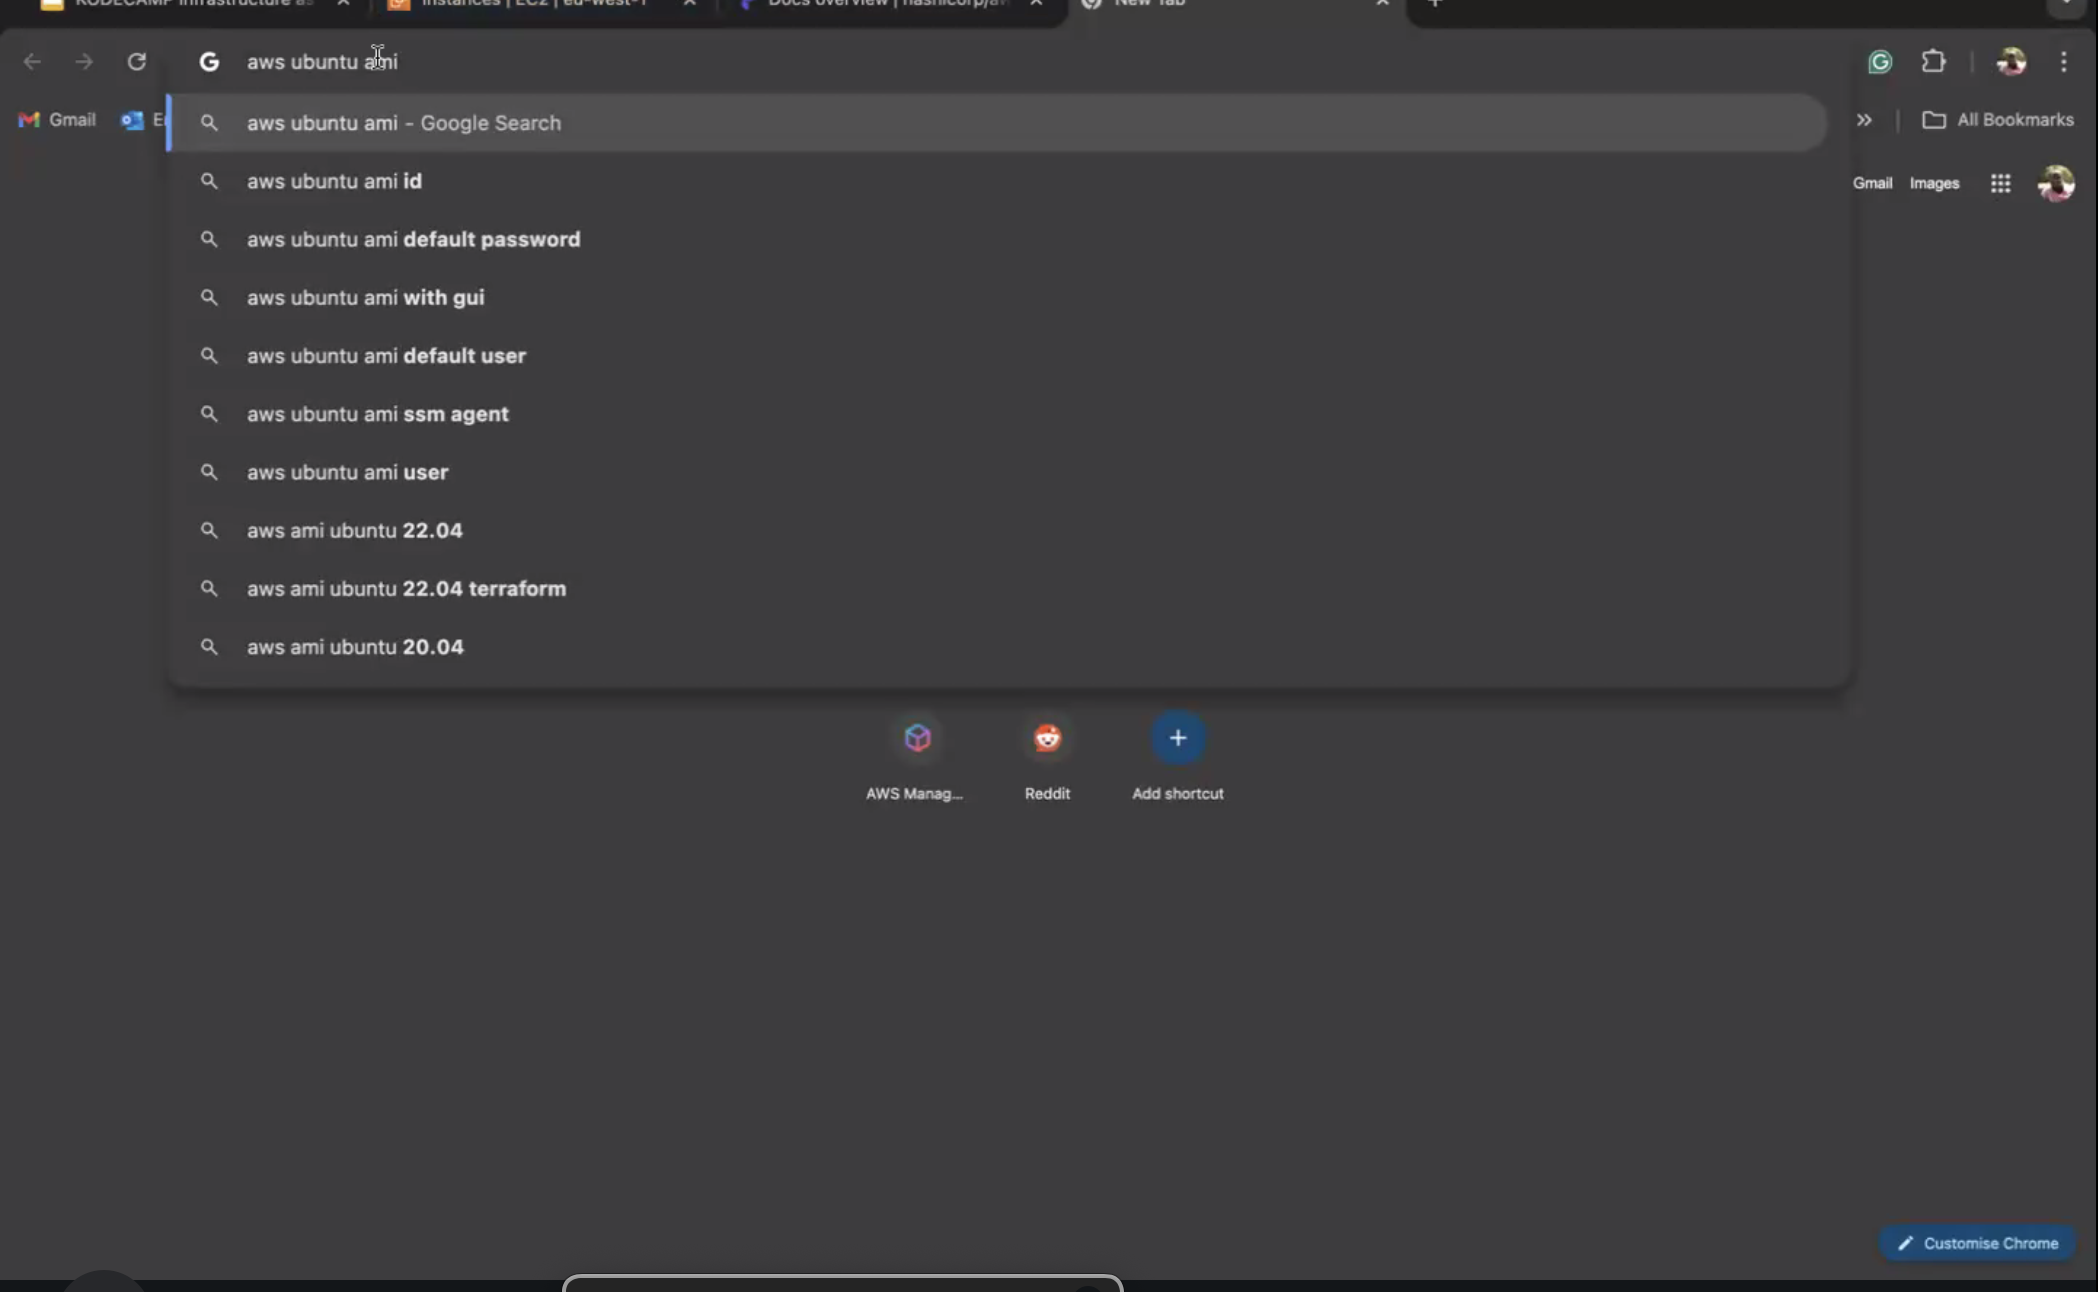 KODECAMP Infrastructure as
Instances | EC2 | eu-west-1
Docs overview | hashicorp/aw
New Tab
aws ubuntu ami
Gmail
aws ubuntu ami - Google Search
All Bookmarks
aws ubuntu ami id
Gmail Images
aws ubuntu ami default password
aws ubuntu ami with gui
aws ubuntu ami default user
aws ubuntu ami ssm agent
aws ubuntu ami user
aws ami ubuntu 22.04
aws ami ubuntu 22.04 terraform
aws ami ubuntu 20.04
AWS Manag...
Reddit
Add shortcut
Customise Chrome